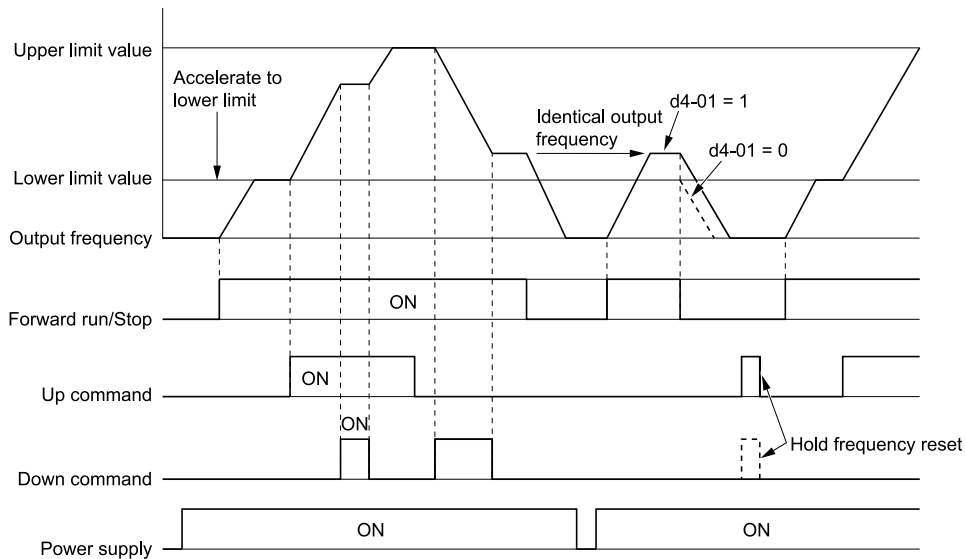 Upper limit value
Accelerate to
lower limit
d4-01 = 1
Identical output
frequency
d4-01 = 0
Lower limit value
Output frequency
ON
Forward run/Stop
ON
Up command
ON
Hold frequency reset
Down command
ON
ON
Power supply